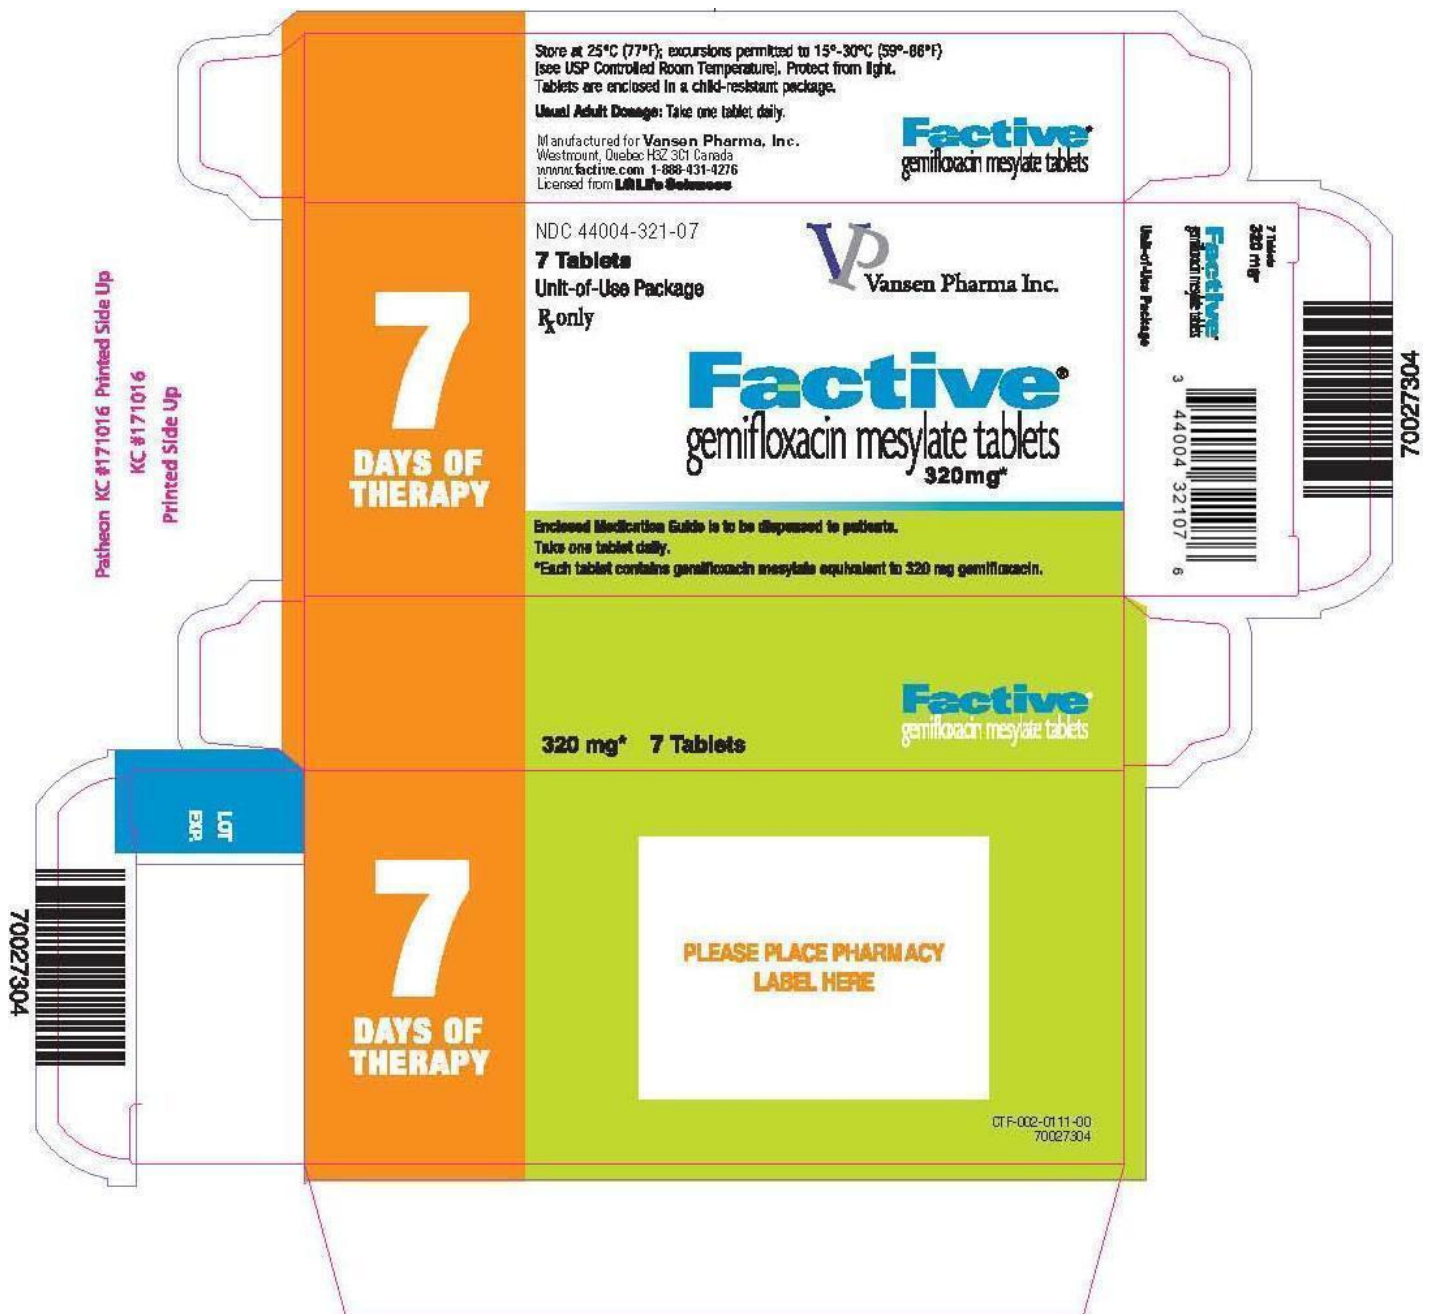 Store at 25°C (77°F); excursions permitted to 15°-30°C (59°-86°F)
[see USP Controlled Room Temperature]. Protect from light.
Tablets are enclosed in a child-resistant package.
Usual Adult Dosage: Take one tablet daily.
Manufactured for Vansen Pharma, Inc.
Westmount, Quebec H3Z 3C1 Canada
www.factive.com 1-888-431-4276
Licensed from LG Life Sciences
Factive®
gemifloxacin mesylate tablets
NDC 44004-321-07
7 Tablets
Unit-of-Use Package
Rx only
VP
Vansen Pharma Inc.
Factive®
gemifloxacin mesylate tablets
320mg*
7
DAYS OF
THERAPY
Enclosed Medication Guide is to be dispensed to patients.
Take one tablet daily.
*Each tablet contains gemifloxacin mesylate equivalent to 320 mg gemifloxacin.
7 Tablets
320 mg*
Factive®
gemifloxacin mesylate tablets
Unit-of-Use Package
3 44004 32107 6
70027304
Patheon KC #171016 Printed Side Up
KC #171016
Printed Side Up
Factive®
gemifloxacin mesylate tablets
320 mg* 7 Tablets
LOT
EXP.
70027304
7
DAYS OF
THERAPY
PLEASE PLACE PHARMACY
LABEL HERE
CTF-002-0111-00
70027304